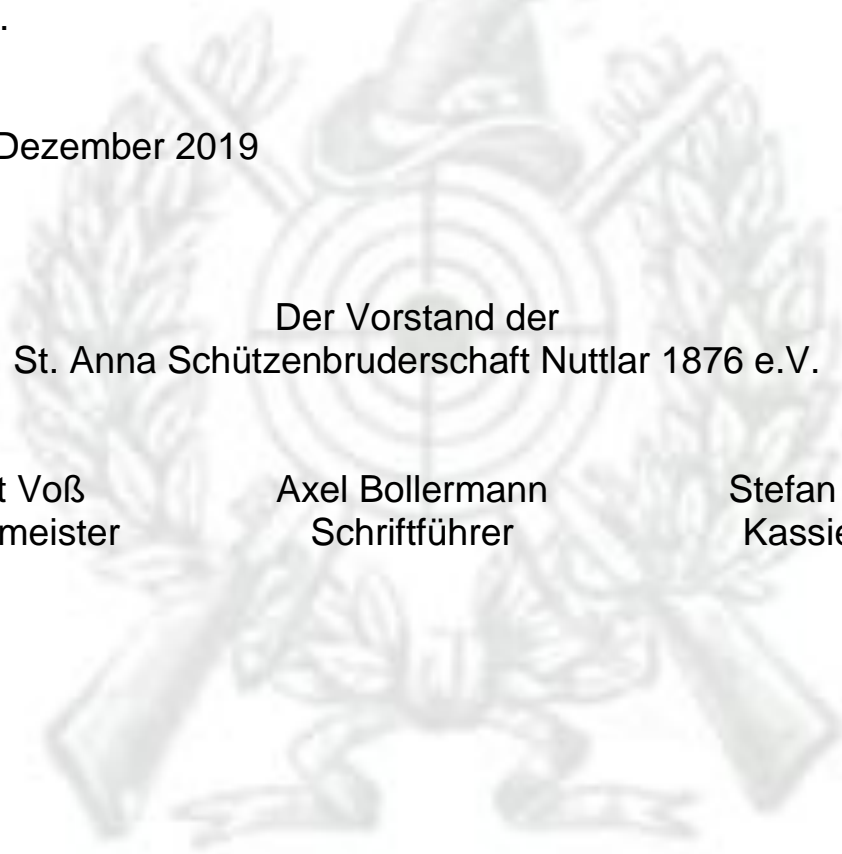 .
Dezember 2019
Der Vorstand der
St. Anna Schützenbruderschaft Nuttlar 1876 e.V.
t Voß Axel Bollermann Stefan
meister Schriftführer Kassie